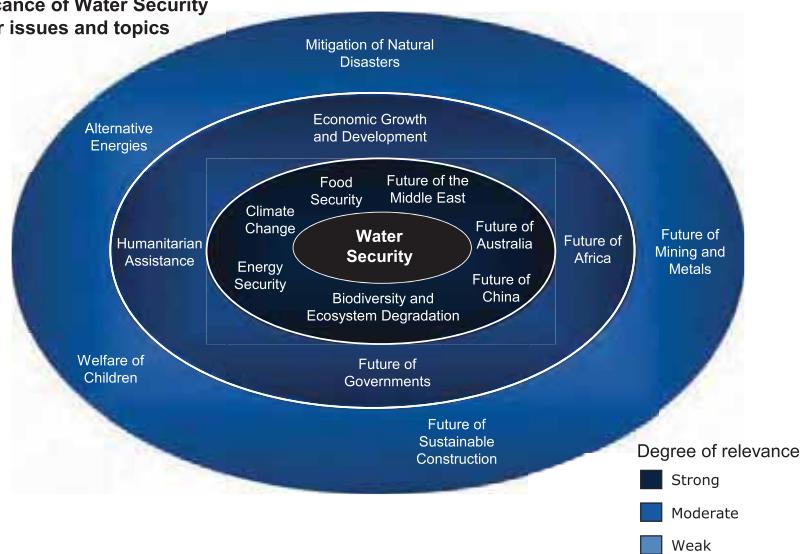 cance of Water Security
r issues and topics
Mitigation of Natural
Disasters
Alternative
Energies
Economic Growth
and Development
Food
Security
Future of the
Middle East
Climate
Change
Water
Security
Future of
Australia
Humanitarian
Assistance
Future of
Africa
Future of
Mining and
Metals
Energy
Security
Future of
China
Biodiversity and
Ecosystem Degradation
Welfare of
Children
Future of
Governments
Future of
Sustainable
Construction
Degree of relevance
Strong
Moderate
Weak